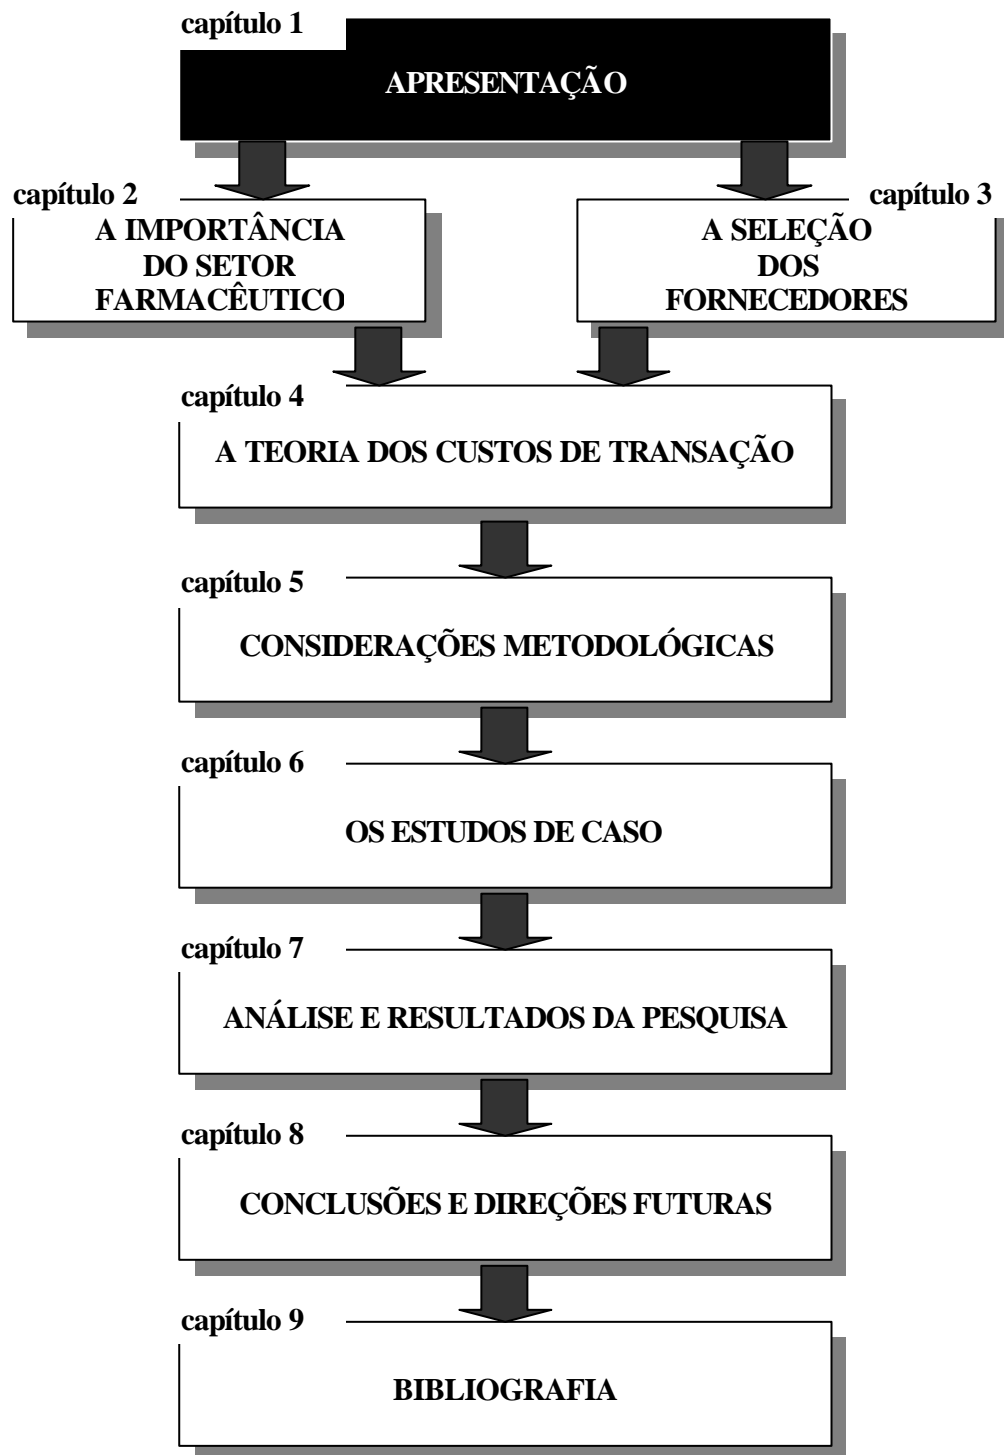 capítulo 1
APRESENTAÇÃO
capítulo 2
A IMPORTÂNCIA
DO SETOR
FARMACÊUTICO
capítulo 3
A SELEÇÃO
DOS
FORNECEDORES
capítulo 4
A TEORIA DOS CUSTOS DE TRANSAÇÃO
capítulo 5
CONSIDERAÇÕES METODOLÓGICAS
capítulo 6
OS ESTUDOS DE CASO
capítulo 7
ANÁLISE E RESULTADOS DA PESQUISA
capítulo 8
CONCLUSÕES E DIREÇÕES FUTURAS
capítulo 9
BIBLIOGRAFIA